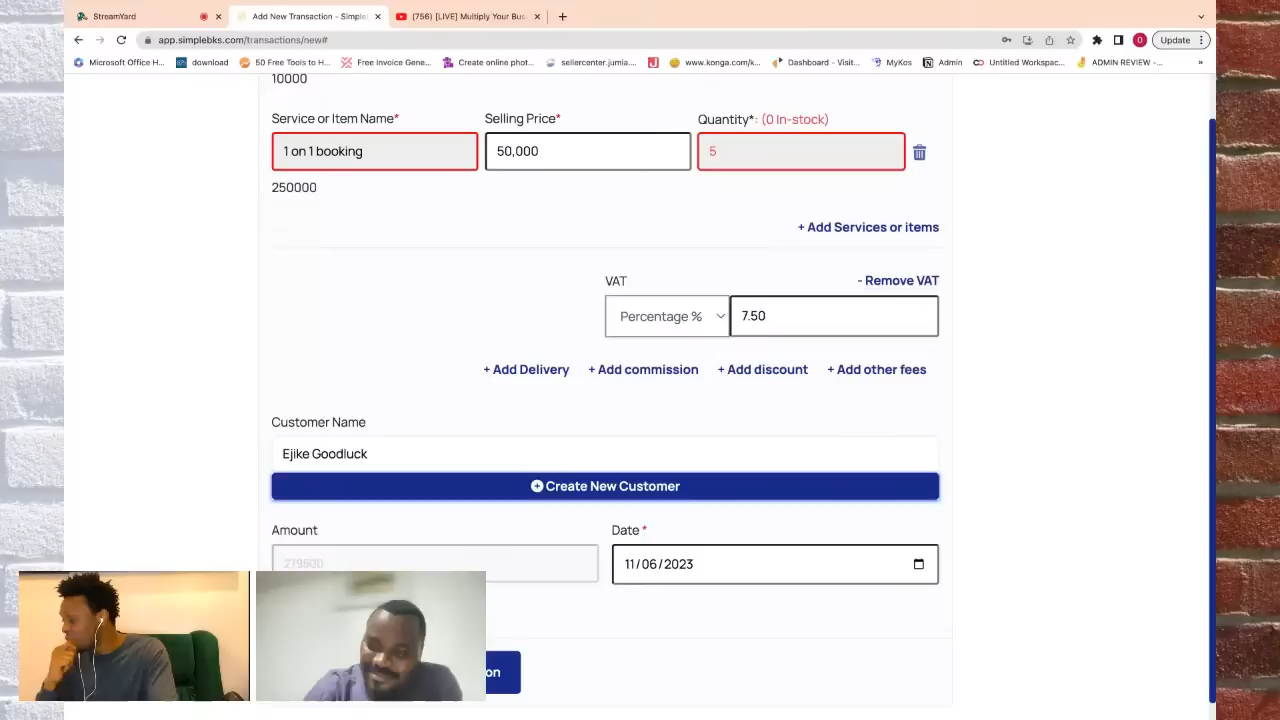 StreamYard
Add New Transaction - Simplel
(756) [LIVE] Multiply Your Busi
app.simplebks.com/transactions/new#
O
Update
Microsoft Office H...
download
50 Free Tools to H...
Free Invoice Gene...
Create online phot...
sellercenter.jumia....
www.konga.com/k...
Dashboard - Visit...
MyKos
Admin
Untitled Workspac...
ADMIN REVIEW -...
»
10000
Service or Item Name*
Selling Price*
Quantity*: (0 In-stock)
1 on 1 booking
50,000
5
250000
+ Add Services or items
VAT
- Remove VAT
Percentage %
7.50
+ Add Delivery
+ Add commission
+ Add discount
+ Add other fees
Customer Name
Ejike Goodluck
Create New Customer
Amount
Date *
279500
11/06/2023
on